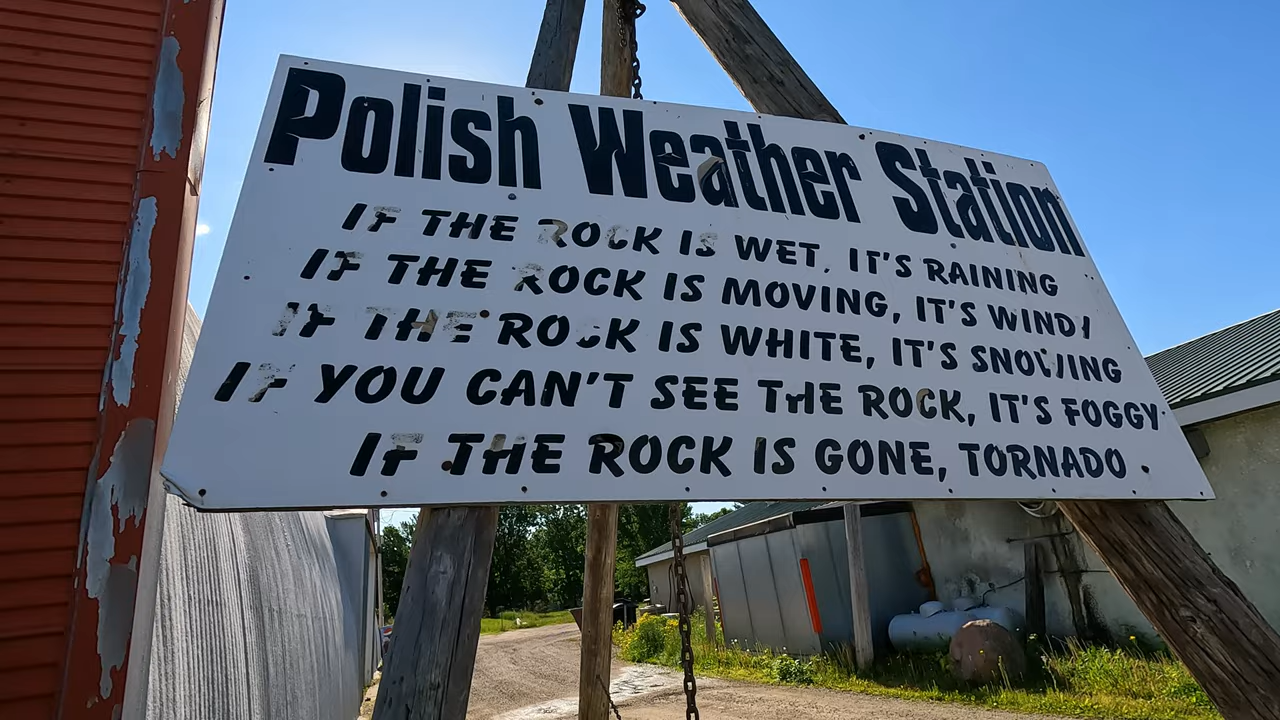 Polish Weather Station
IF THE ROCK IS WET, IT'S RAINING
IF THE ROCK IS MOVING, IT'S WINDY
IF THE ROCK IS WHITE, IT'S SNOWING
IF YOU CAN'T SEE THE ROCK, IT'S FOGGY
IF THE ROCK IS GONE, TORNADO